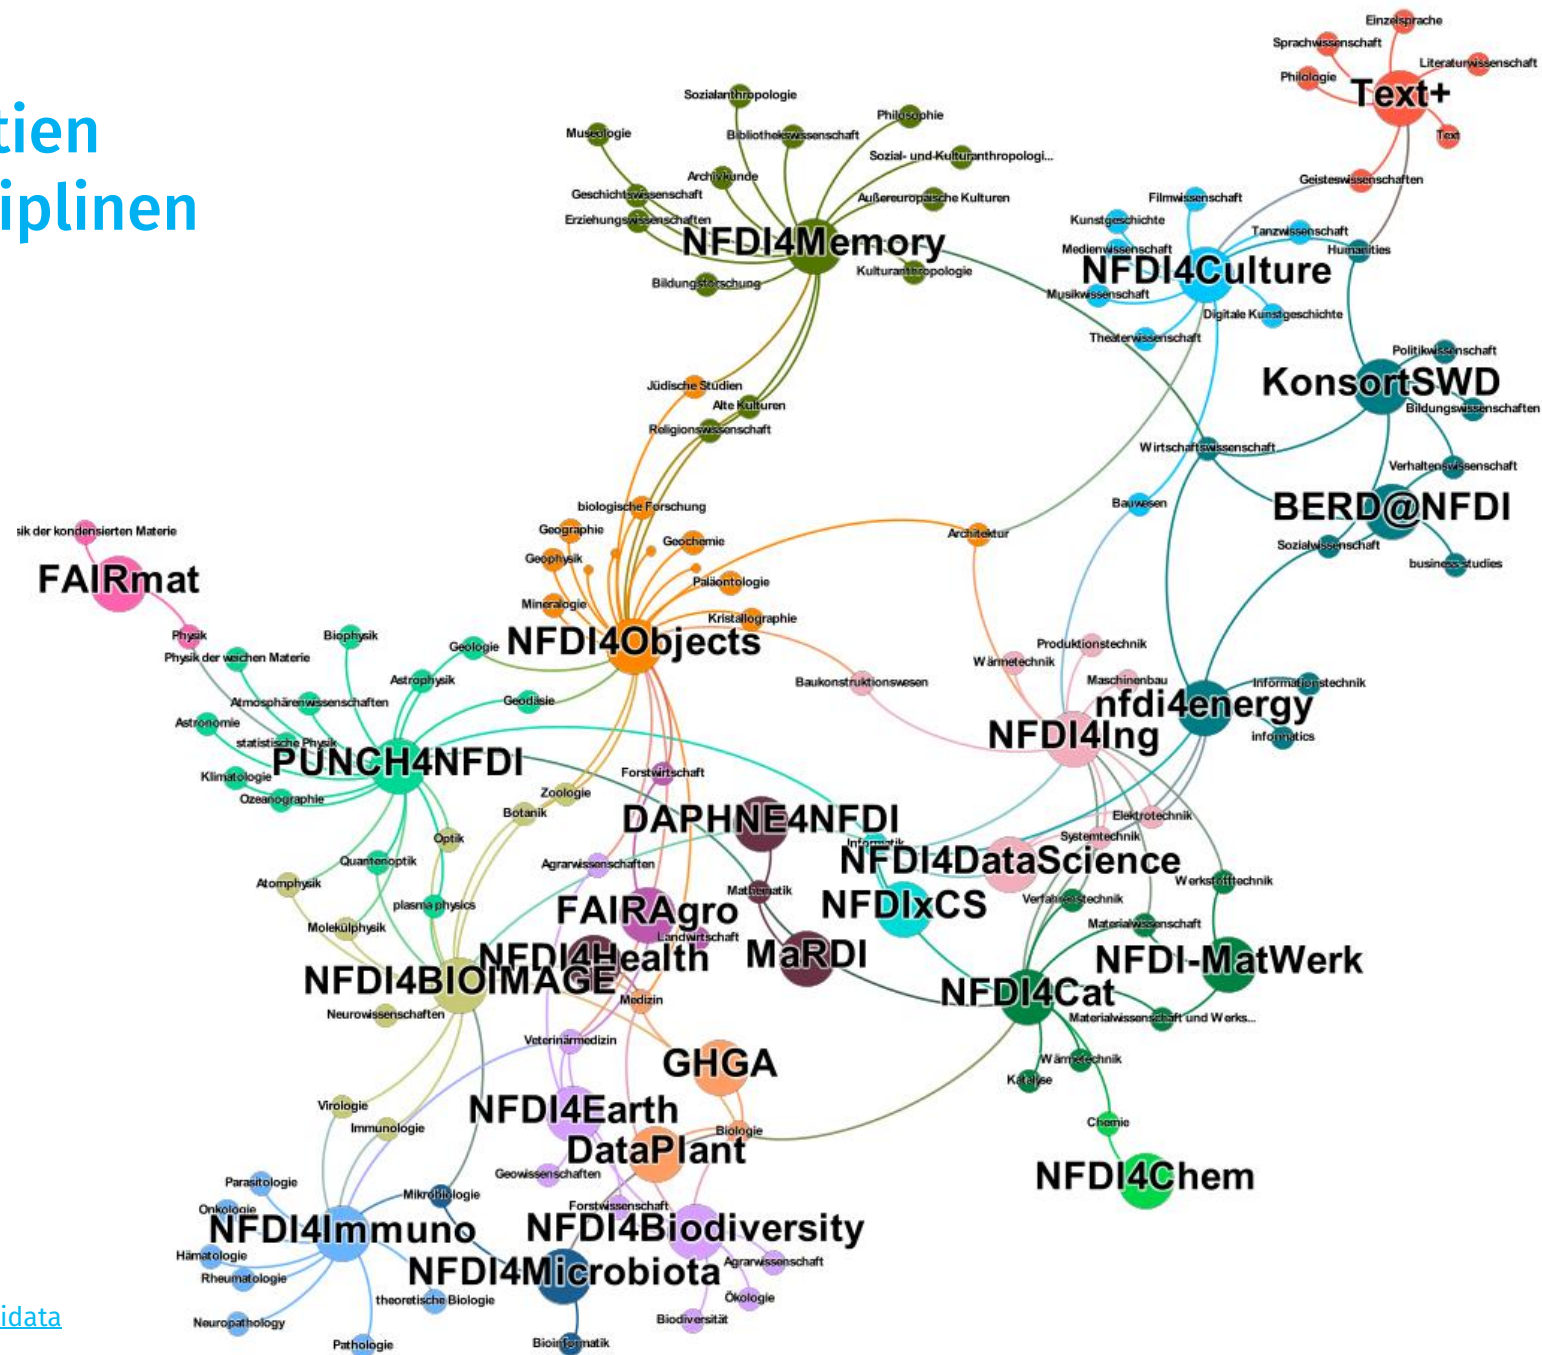 tien
iplinen
Einzelsprache
Sprachwissenschaft
Literaturwissenschaft
Philologie
Text+
Text
Geisteswissenschaften
Sozialanthropologie
Museologie
Bibliothekswissenschaft
Philosophie
Sozial- und Kulturanthropologi...
Archivkunde
Geschichtswissenschaft
Außereuropäische Kulturen
Erziehungswissenschaften
NFDI4Memory
Kulturanthropologie
Bildungsforschung
Filmwissenschaft
Kunstgeschichte
Tanzwissenschaft
Medienwissenschaft
Humanities
NFDI4Culture
Musikwissenschaft
Digitale Kunstgeschichte
Theaterwissenschaft
Politikwissenschaft
KonsortSWD
Bildungswissenschaften
Jüdische Studien
Alte Kulturen
Religionswissenschaft
Wirtschaftswissenschaft
Verhaltenswissenschaft
Bauwesen
BERD@NFDI
Sozialwissenschaft
business studies
biologische Forschung
Geographie
Geochemie
Architektur
Geophysik
Paläontologie
Mineralogie
Kristallographie
NFDI4Objects
sik der kondensierten Materie
FAIRmat
Physik
Biophysik
Geologie
Physik der weichen Materie
Astrophysik
Atmosphärenwissenschaften
Geodäsie
Astronomie
statistische Physik
PUNCH4NFDI
Klimatologie
Ozeanographie
Produktionstechnik
Wärmetechnik
Baukonstruktionswesen
Maschinenbau
Informationstechnik
nfdi4energy
NFDI4Ing
informatics
Forstwirtschaft
Zoologie
Botanik
DAPHNE4NFDI
Elektrotechnik
Optik
Systemtechnik
Informatik
Quantenoptik
Agrarwissenschaften
NFDI4DataScience
Atomphysik
Mathematik
Werkstofftechnik
plasma physics
FAIRAgro
NFDIxCS
Verfahrenstechnik
Molekülphysik
Landwirtschaft
Materialwissenschaft
NFDI4Health
MaRDI
NFDI-MatWerk
NFDI4BIOIMAGE
NFDI4Cat
Medizin
Neurowissenschaften
Materialwissenschaft und Werks...
Veterinärmedizin
GHGA
Wärmetechnik
Katalyse
Virologie
NFDI4Earth
Immunologie
Biologie
Chemie
DataPlant
Geowissenschaften
NFDI4Chem
Parasitologie
Mikrobiologie
Onkologie
Forstwissenschaft
NFDI4Immuno
NFDI4Biodiversity
Hämatologie
Agrarwissenschaft
Rheumatologie
NFDI4Microbiota
theoretische Biologie
Ökologie
Neuropathology
Biodiversität
Pathologie
Bioinformatik
idata